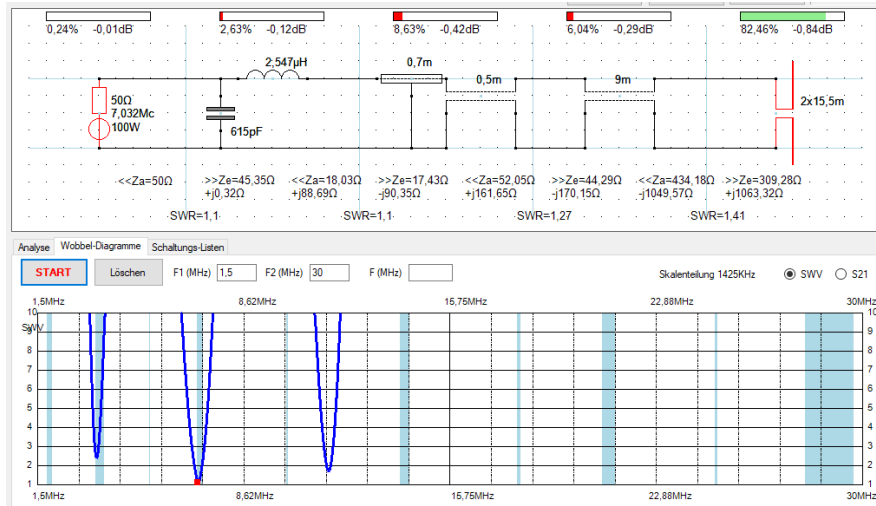 0,24% -0,01dB 2,63% -0,12dB 8,63% -0,42dB 6,04% -0,29dB 82,46% -0,84dB
2,547µH 0,7m 0,5m 9m
50Ω
7,032Mc
100W
615pF
2x15,5m
<<Za=50Ω >>Ze=45,35Ω <<Za=18,03Ω >>Ze=17,43Ω <<Za=52,05Ω >>Ze=44,29Ω <<Za=434,18Ω >>Ze=309,28Ω
+j0,32Ω +j88,69Ω -j90,35Ω +j161,65Ω -j170,15Ω -j1049,57Ω +j1063,32Ω
SWR=1,1 SWR=1,1 SWR=1,27 SWR=1,41
Analyse Wobbel-Diagramme Schaltungs-Listen
START Löschen F1 (MHz) 1,5 F2 (MHz) 30 F (MHz) Skalenteilung 1425KHz SWV S21
1,5MHz 8,62MHz 15,75MHz 22,88MHz 30MHz
10 10
SWV
9 9
8 8
7 7
6 6
5 5
4 4
3 3
2 2
1 1
1,5MHz 8,62MHz 15,75MHz 22,88MHz 30MHz